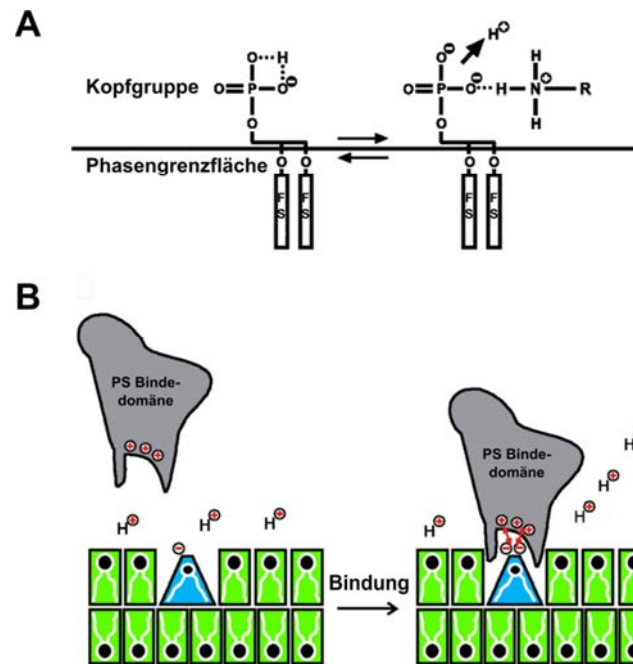 A
Kopfgruppe
O H
O=P-O⊖
O
Phasengrenzfläche
O O
FS FS
O⊖ H⊕
O=P-O⊖ H-N⊕-R
H
H
O
O O
FS FS
B
PS Binde-
domäne
⊕ ⊕ ⊕
H⊕ ⊖ H⊕ H⊕
Bindung
PS Binde-
domäne
⊕ ⊕ ⊕
⊖ ⊖
H⊕ H⊕ H⊕ H⊕